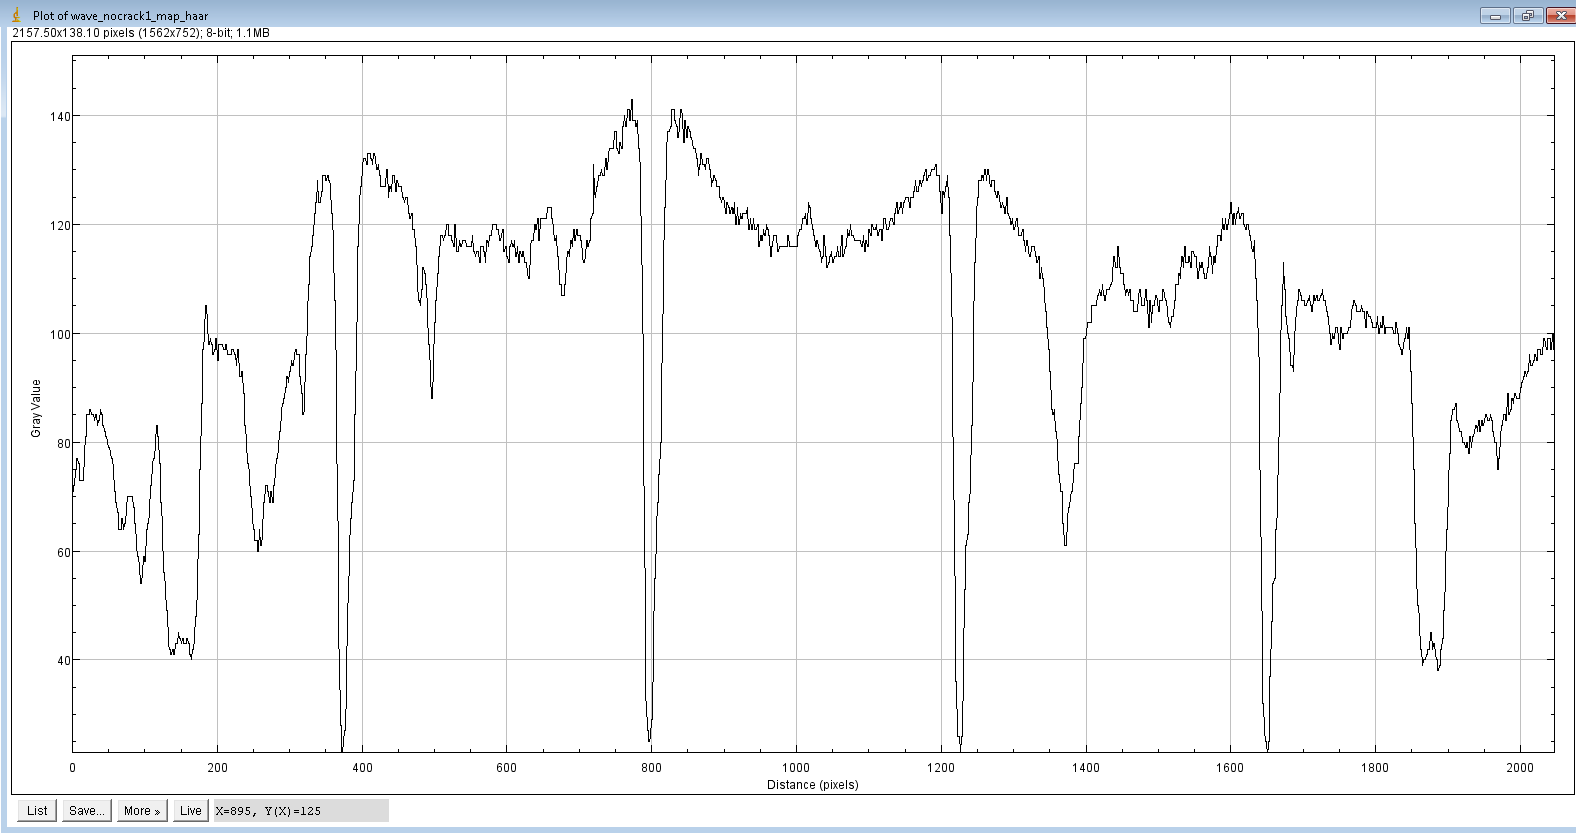 Plot of wave_nocrack1_map_haar
2157.50x138.10 pixels (1562x752); 8-bit; 1.1MB
140
120
100
80
60
40
Gray Value
0 200 400 600 800 1000 1200 1400 1600 1800 2000
Distance (pixels)
List Save... More » Live X=895, Y(X)=125